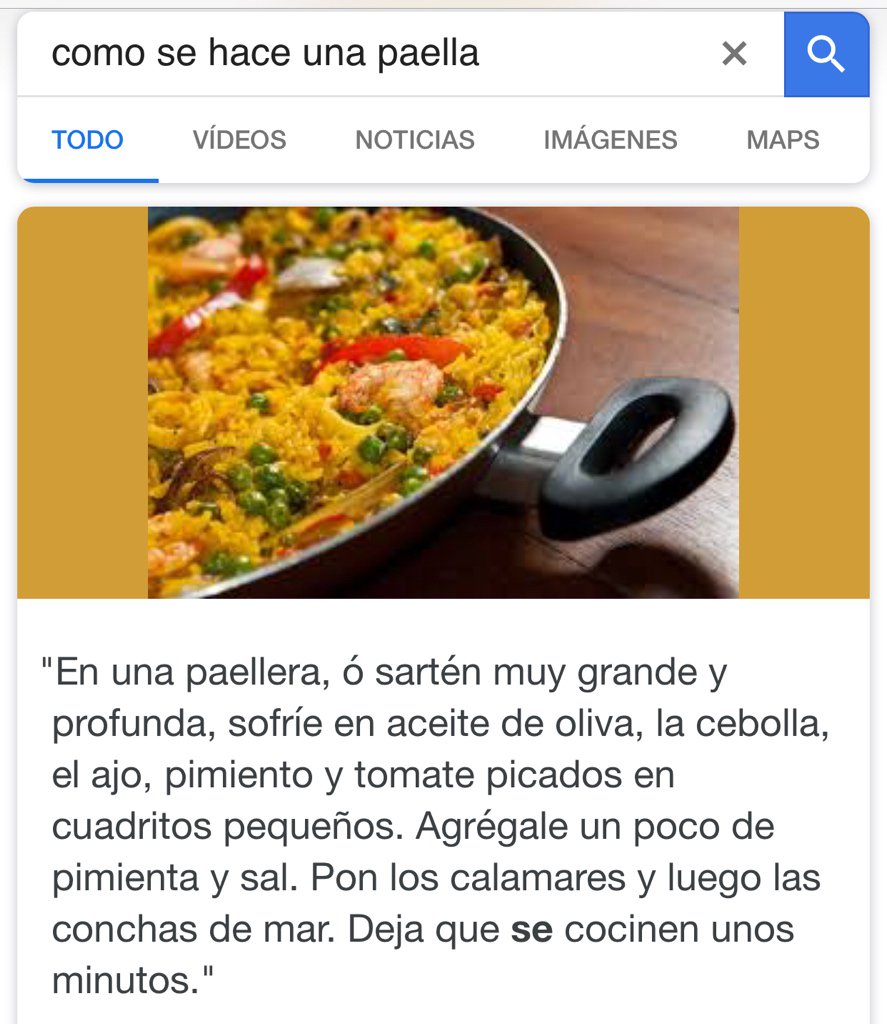 como se hace una paella
TODO VÍDEOS NOTICIAS IMÁGENES MAPS
"En una paellera, ó sartén muy grande y
profunda, sofríe en aceite de oliva, la cebolla,
el ajo, pimiento y tomate picados en
cuadritos pequeños. Agrégale un poco de
pimienta y sal. Pon los calamares y luego las
conchas de mar. Deja que se cocinen unos
minutos."